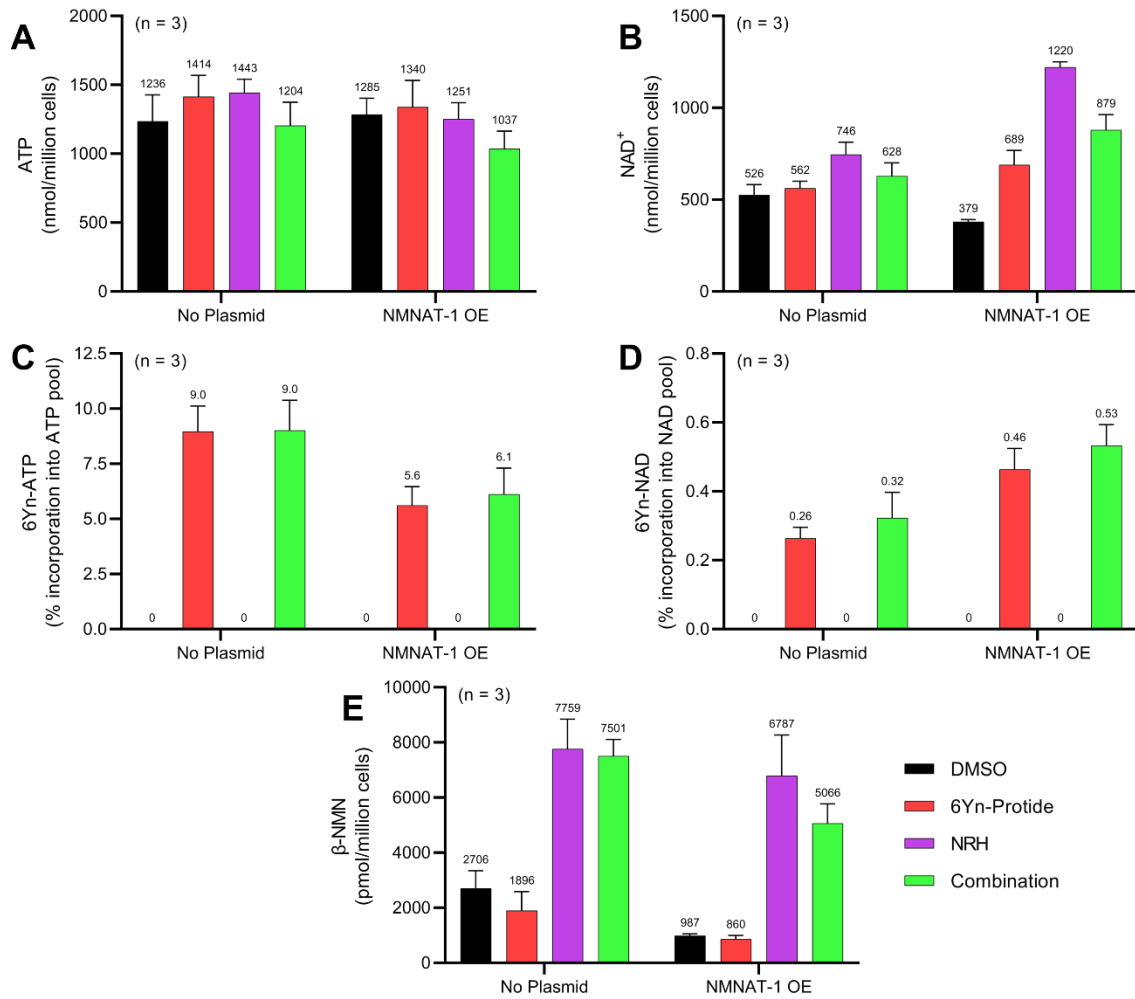 A
(n = 3)
ATP
(nmol/million cells)
2000
1500
1000
500
0
1236
1414
1443
1204
1285
1340
1251
1037
No Plasmid
NMNAT-1 OE
B
(n = 3)
NAD+
(nmol/million cells)
1500
1000
500
0
526
562
746
628
379
689
1220
879
No Plasmid
NMNAT-1 OE
C
(n = 3)
6Yn-ATP
(% incorporation into ATP pool)
12.5
10.0
7.5
5.0
2.5
0.0
0
9.0
0
9.0
0
5.6
0
6.1
No Plasmid
NMNAT-1 OE
D
(n = 3)
6Yn-NAD
(% incorporation into NAD pool)
0.8
0.6
0.4
0.2
0.0
0
0.26
0
0.32
0
0.46
0
0.53
No Plasmid
NMNAT-1 OE
E
(n = 3)
β-NMN
(pmol/million cells)
10000
8000
6000
4000
2000
0
2706
1896
7759
7501
987
860
6787
5066
No Plasmid
NMNAT-1 OE
DMSO
6Yn-Protide
NRH
Combination